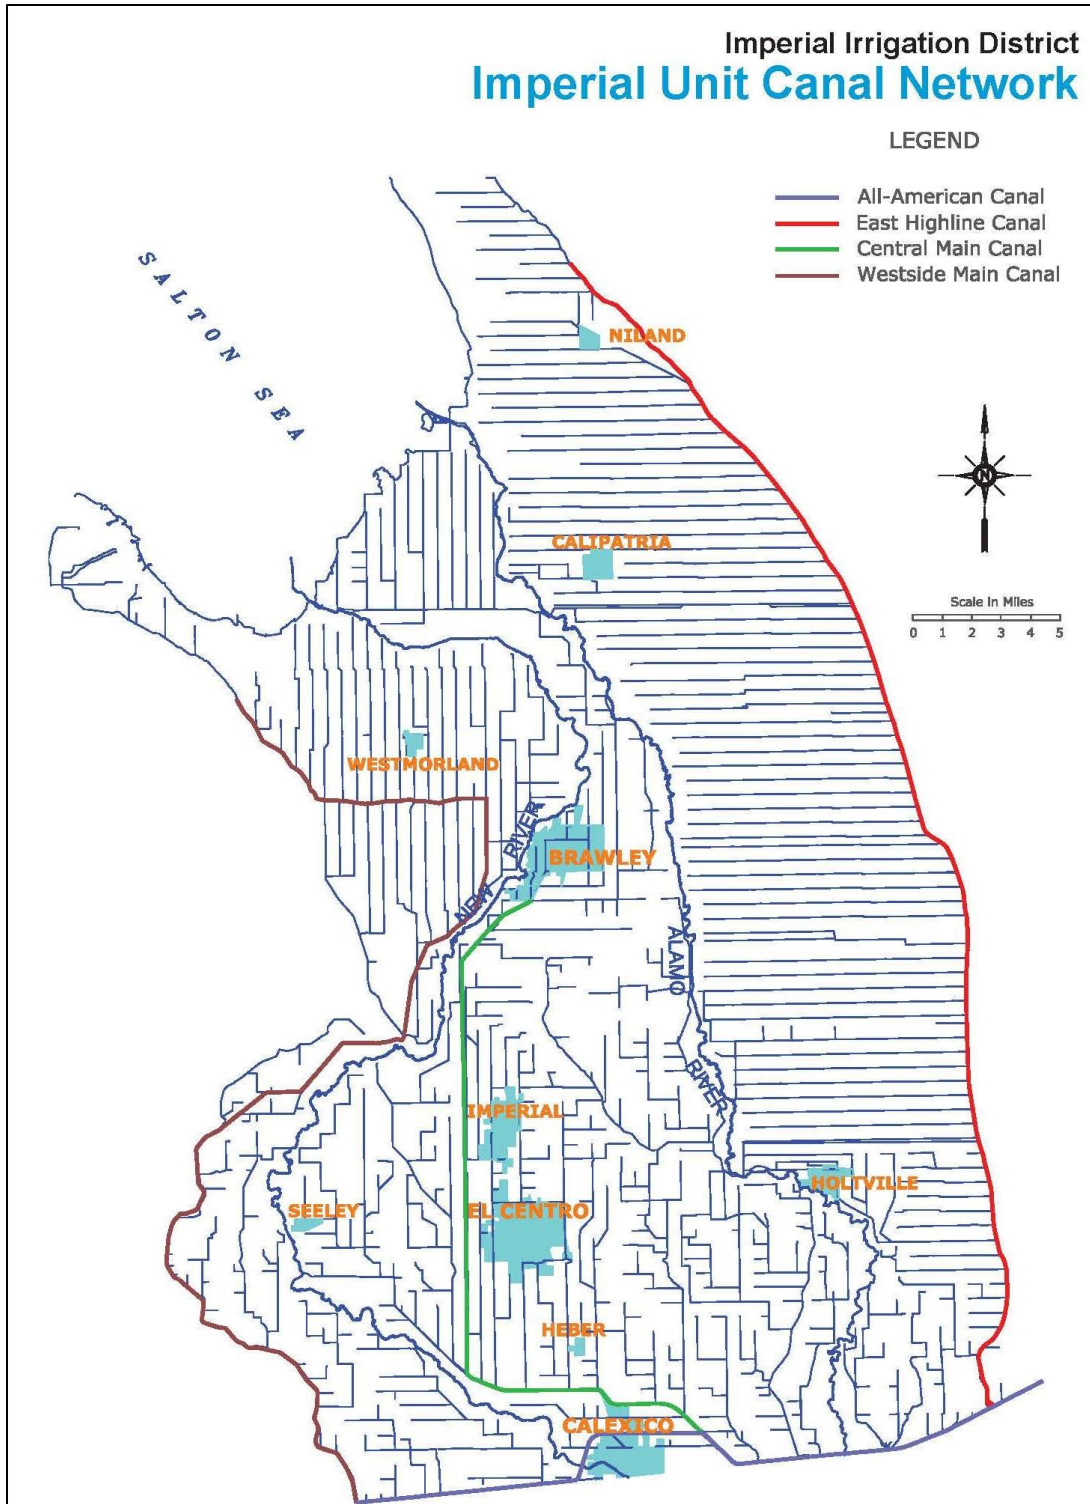 Imperial Irrigation District
Imperial Unit Canal Network
LEGEND
All-American Canal
East Highline Canal
Central Main Canal
Westside Main Canal
SALTON SEA
NILAND
N
CALIPATRIA
Scale in Miles
0 1 2 3 4 5
WESTMORLAND
NEW RIVER
BRAWLEY
ALAMO RIVER
IMPERIAL
HOLTVILLE
SEELEY
EL CENTRO
HEBER
CALEXICO